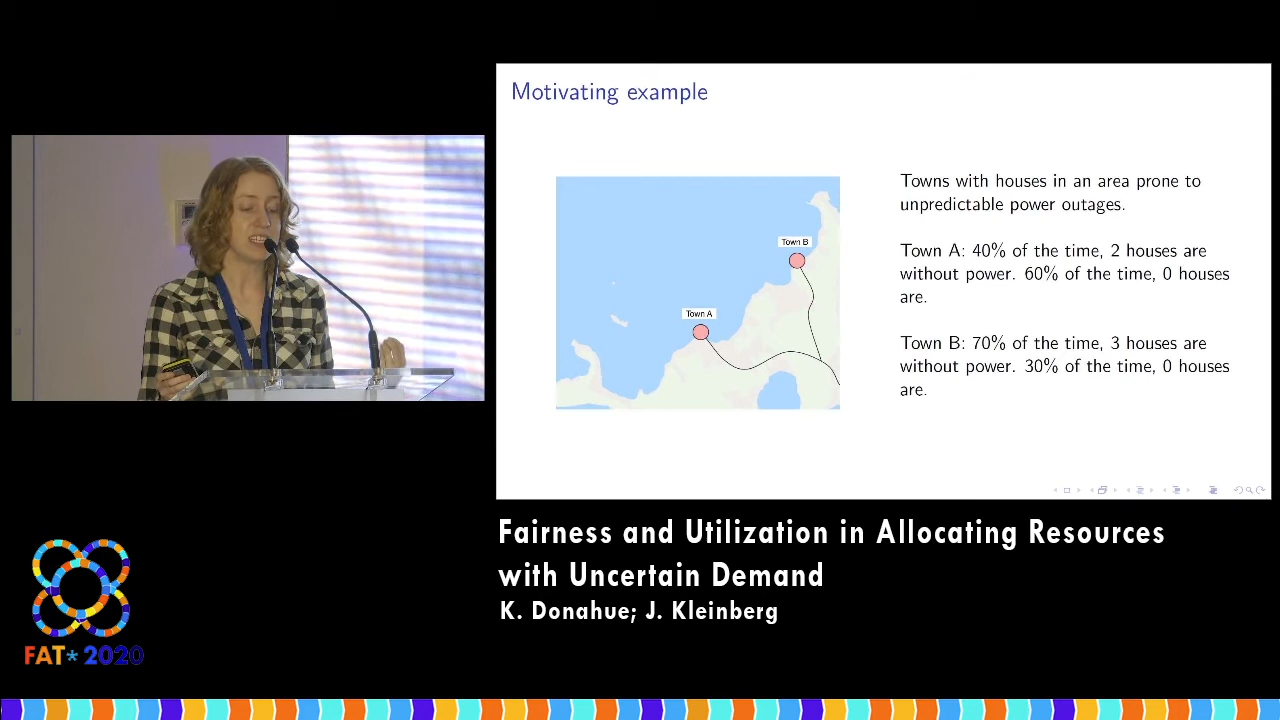 Motivating example
Town B
Town A
Towns with houses in an area prone to
unpredictable power outages.
Town A: 40% of the time, 2 houses are
without power. 60% of the time, 0 houses
are.
Town B: 70% of the time, 3 houses are
without power. 30% of the time, 0 houses
are.
Fairness and Utilization in Allocating Resources
with Uncertain Demand
K. Donahue; J. Kleinberg
FAT* 2020